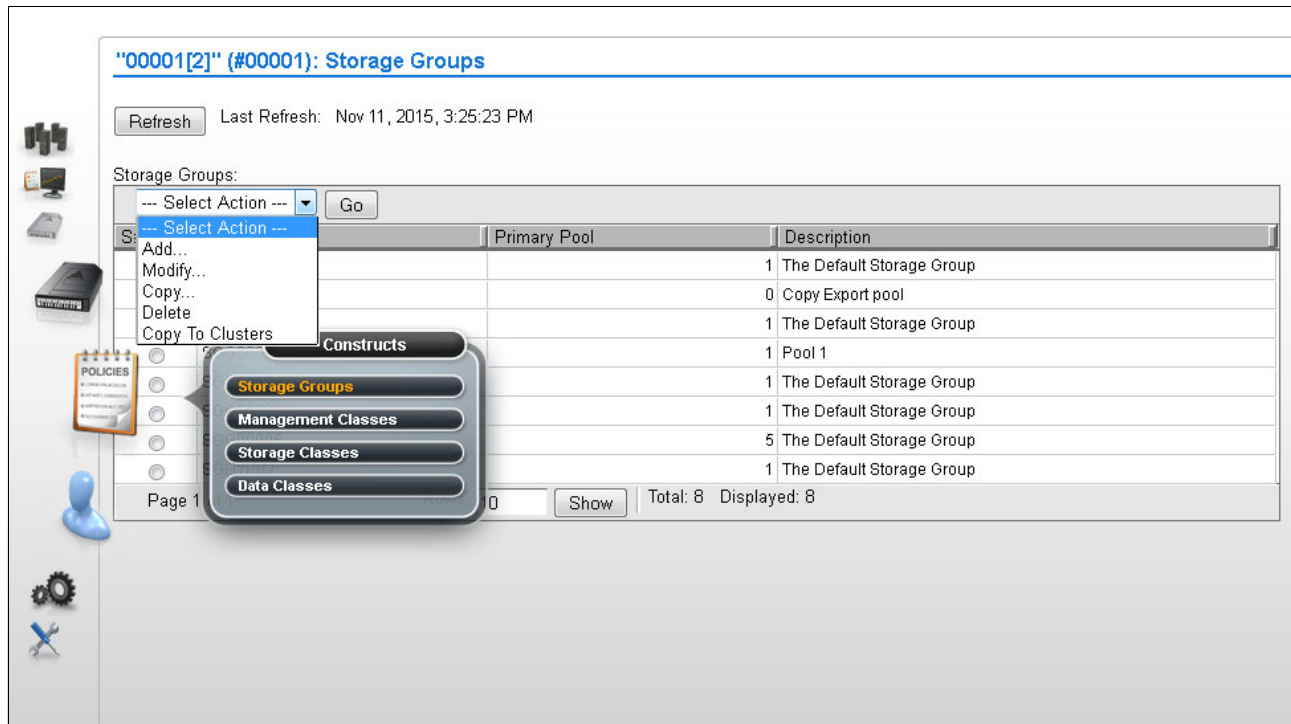 "00001[2]" (#00001): Storage Groups
Refresh Last Refresh: Nov 11, 2015, 3:25:23 PM
Storage Groups:
--- Select Action --- Go
--- Select Action ---
Add...
Modify...
Copy...
Delete
Copy To Clusters
Primary Pool Description
1 The Default Storage Group
0 Copy Export pool
1 The Default Storage Group
1 Pool 1
1 The Default Storage Group
1 The Default Storage Group
5 The Default Storage Group
1 The Default Storage Group
POLICIES
Constructs
Storage Groups
Management Classes
Storage Classes
Data Classes
Page 1 10 Show Total: 8 Displayed: 8